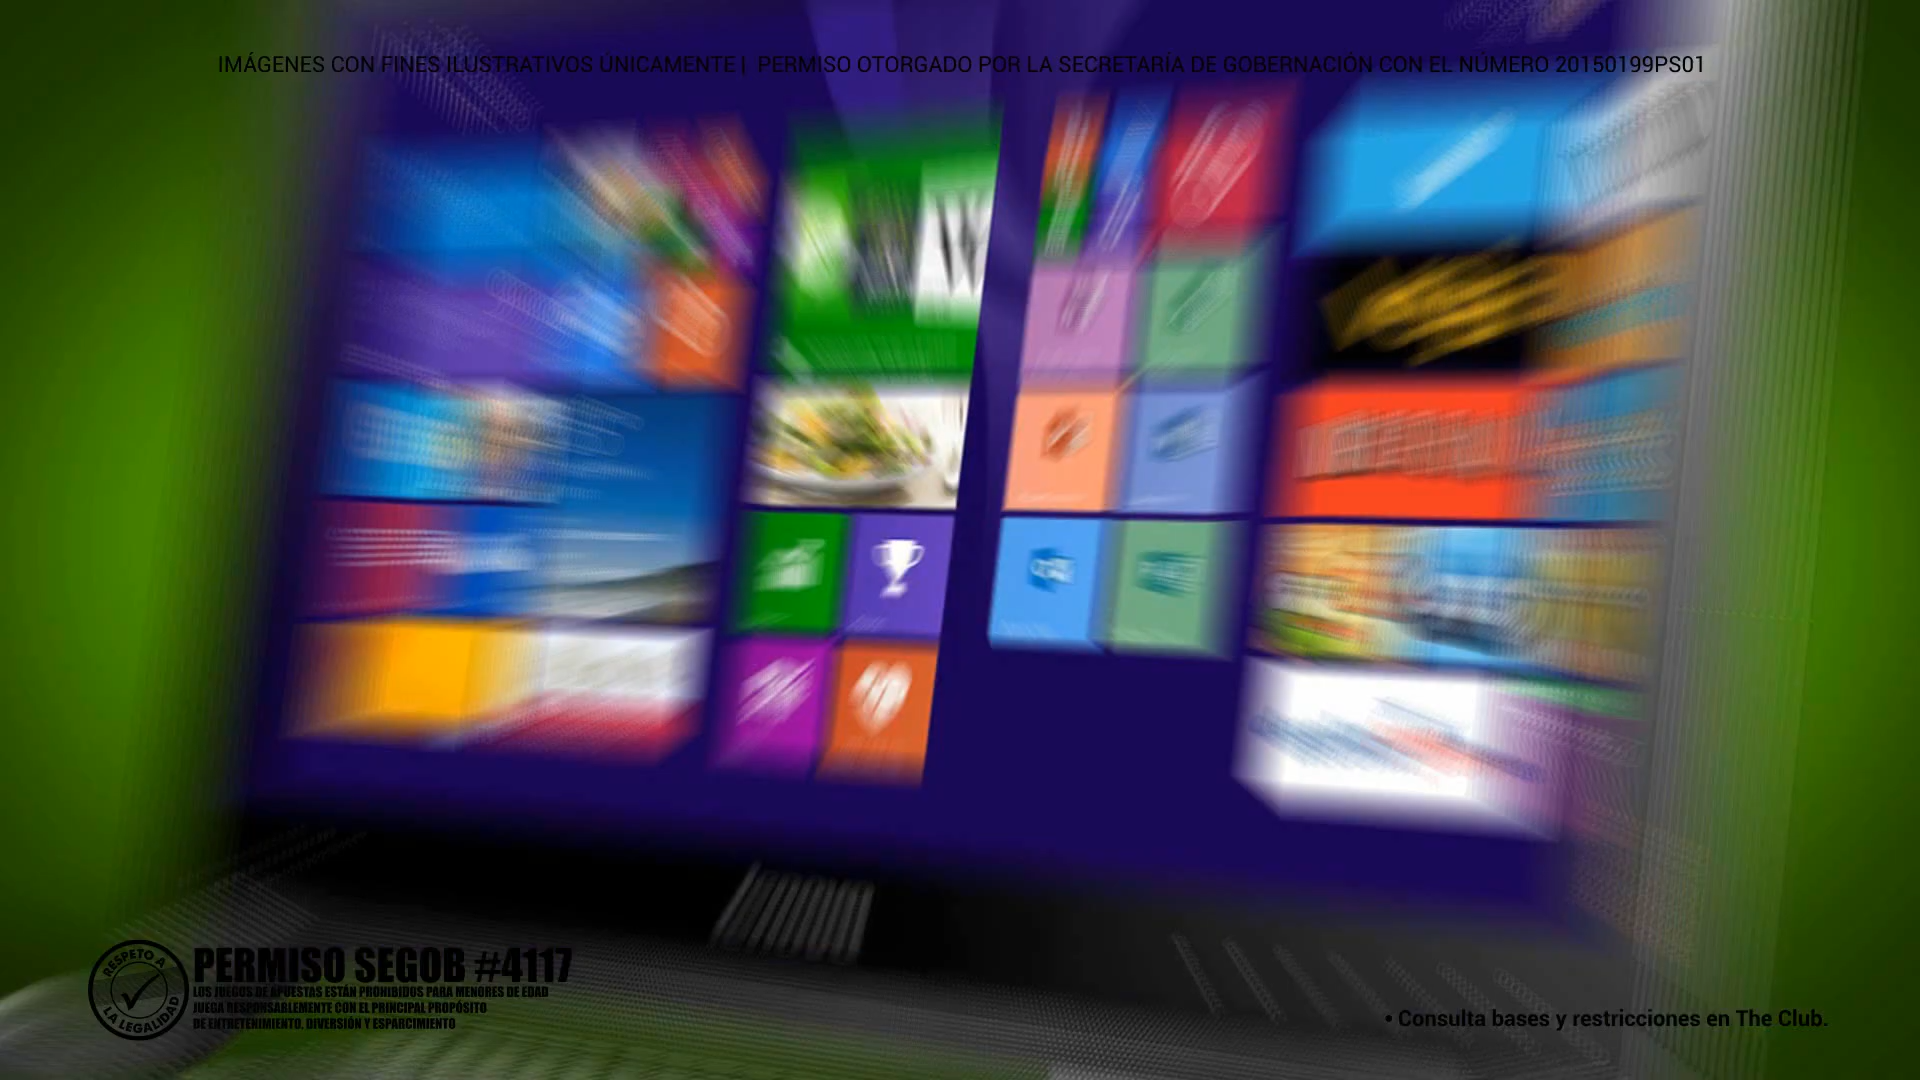 IMÁGENES CON FINES ILUSTRATIVOS ÚNICAMENTE | PERMISO OTORGADO POR LA SECRETARÍA DE GOBERNACIÓN CON EL NÚMERO 20150199PS01
W
RESPETO A
LA LEGALIDAD
PERMISO SEGOB #4117
LOS JUEGOS DE APUESTAS ESTÁN PROHIBIDOS PARA MENORES DE EDAD
JUEGA RESPONSABLEMENTE CON EL PRINCIPAL PROPÓSITO
DE ENTRETENIMIENTO, DIVERSIÓN Y ESPARCIMIENTO
• Consulta bases y restricciones en The Club.